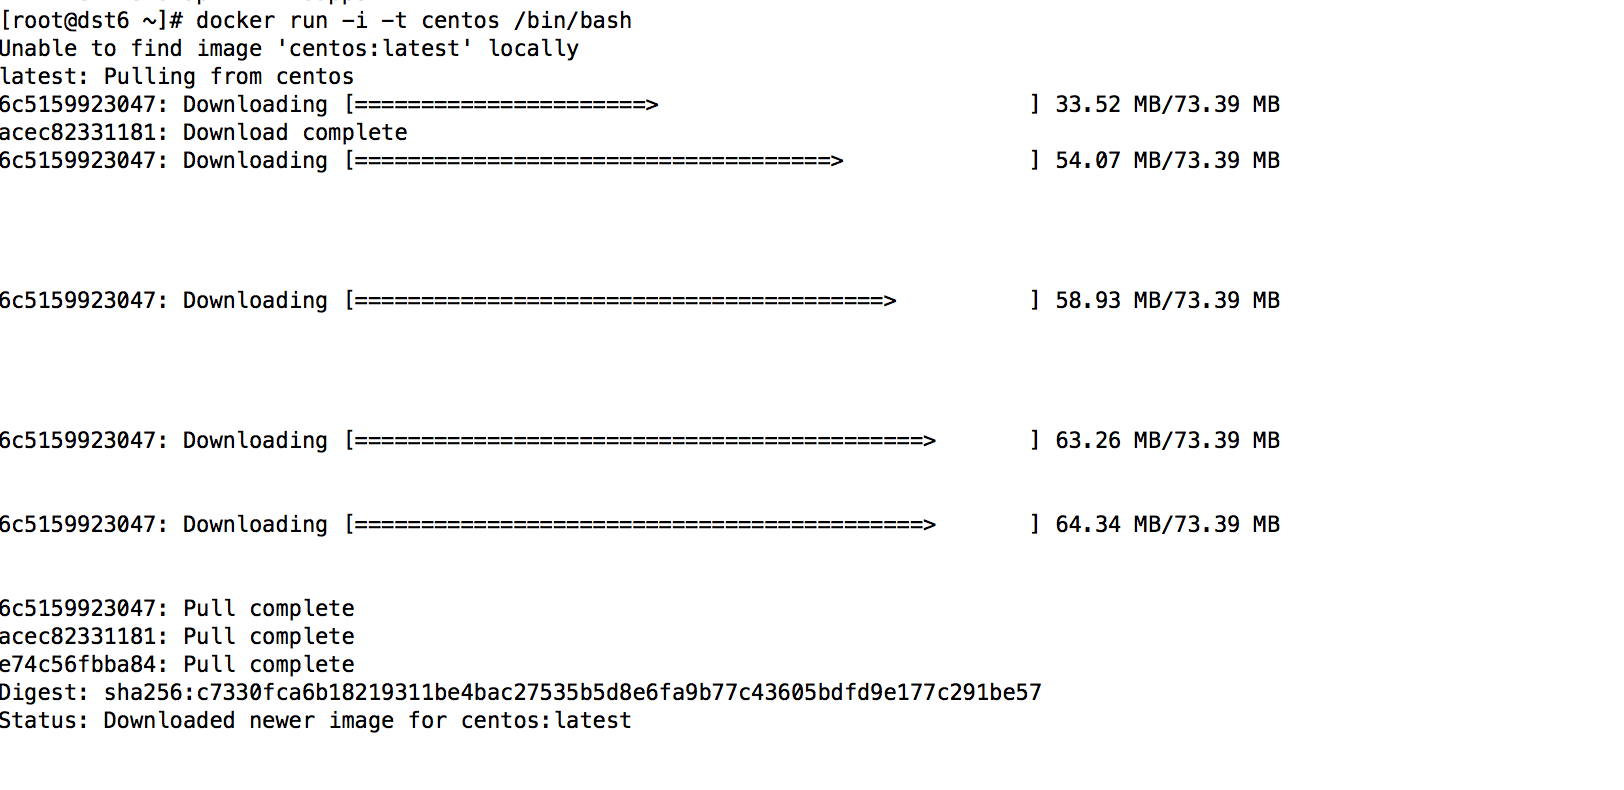 [root@dst6 ~]# docker run -i -t centos /bin/bash
Unable to find image 'centos:latest' locally
latest: Pulling from centos
6c5159923047: Downloading [======================>                            ] 33.52 MB/73.39 MB
acec82331181: Download complete
6c5159923047: Downloading [====================================>              ] 54.07 MB/73.39 MB
6c5159923047: Downloading [========================================>          ] 58.93 MB/73.39 MB
6c5159923047: Downloading [===========================================>       ] 63.26 MB/73.39 MB
6c5159923047: Downloading [===========================================>       ] 64.34 MB/73.39 MB
6c5159923047: Pull complete
acec82331181: Pull complete
e74c56fbba84: Pull complete
Digest: sha256:c7330fca6b18219311be4bac27535b5d8e6fa9b77c43605bdfd9e177c291be57
Status: Downloaded newer image for centos:latest